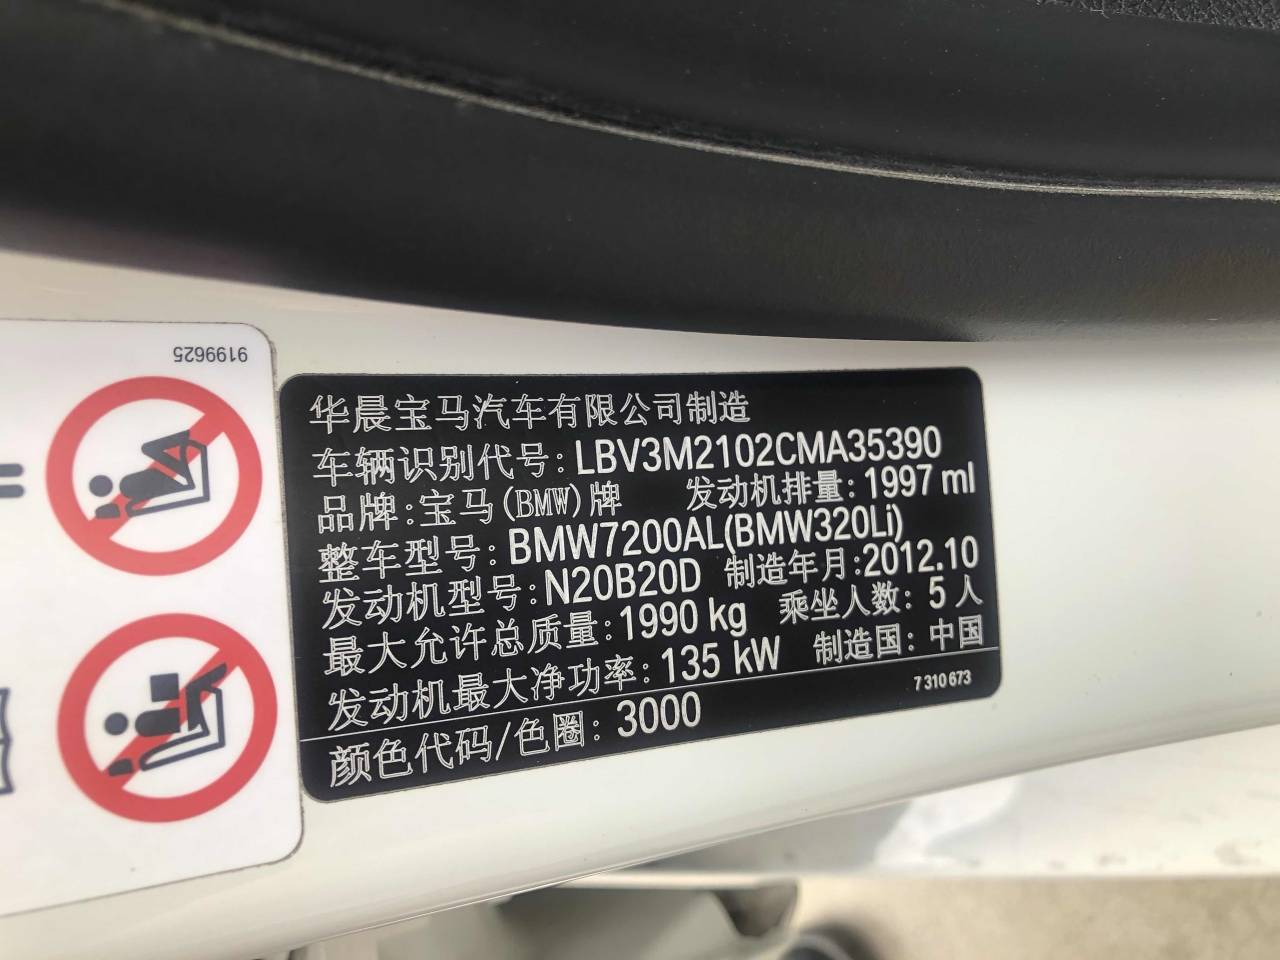 9199625
华晨宝马汽车有限公司制造
车辆识别代号: LBV3M2102CMA35390
品牌: 宝马(BMW)牌 发动机排量: 1997 ml
整车型号: BMW7200AL(BMW320Li)
发动机型号: N20B20D 制造年月: 2012.10
最大允许总质量: 1990 kg 乘坐人数: 5 人
发动机最大净功率: 135 kW 制造国: 中国
7 310 673
颜色代码/色圈: 3000